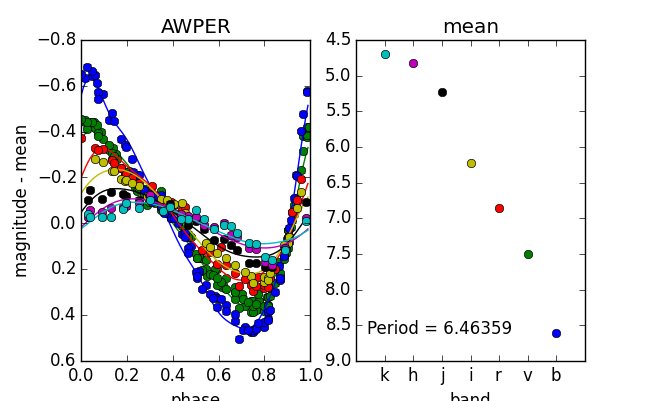 AWPER
−0.8
−0.6
−0.4
−0.2
0.0
0.2
0.4
0.6
magnitude - mean
0.0 0.2 0.4 0.6 0.8 1.0
phase
mean
4.5
5.0
5.5
6.0
6.5
7.0
7.5
8.0
8.5
9.0
Period = 6.46359
k h j i r v b
band